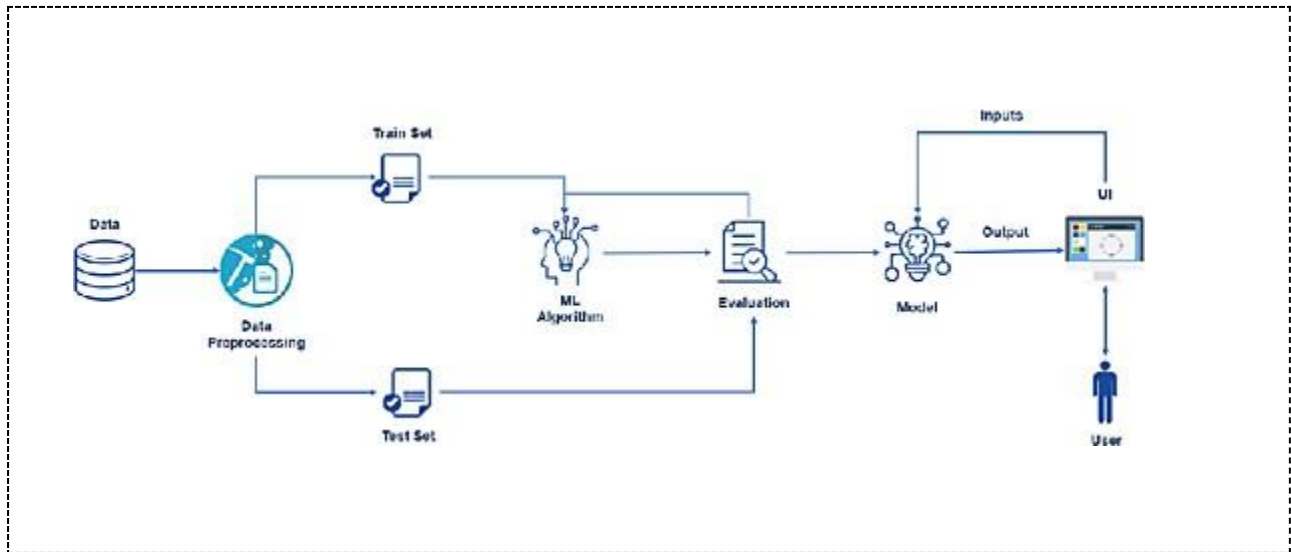 Inputs
Train Set
UI
Data
Output
ML
Algorithm
Evaluation
Model
Data
Preprocessing
Test Set
User